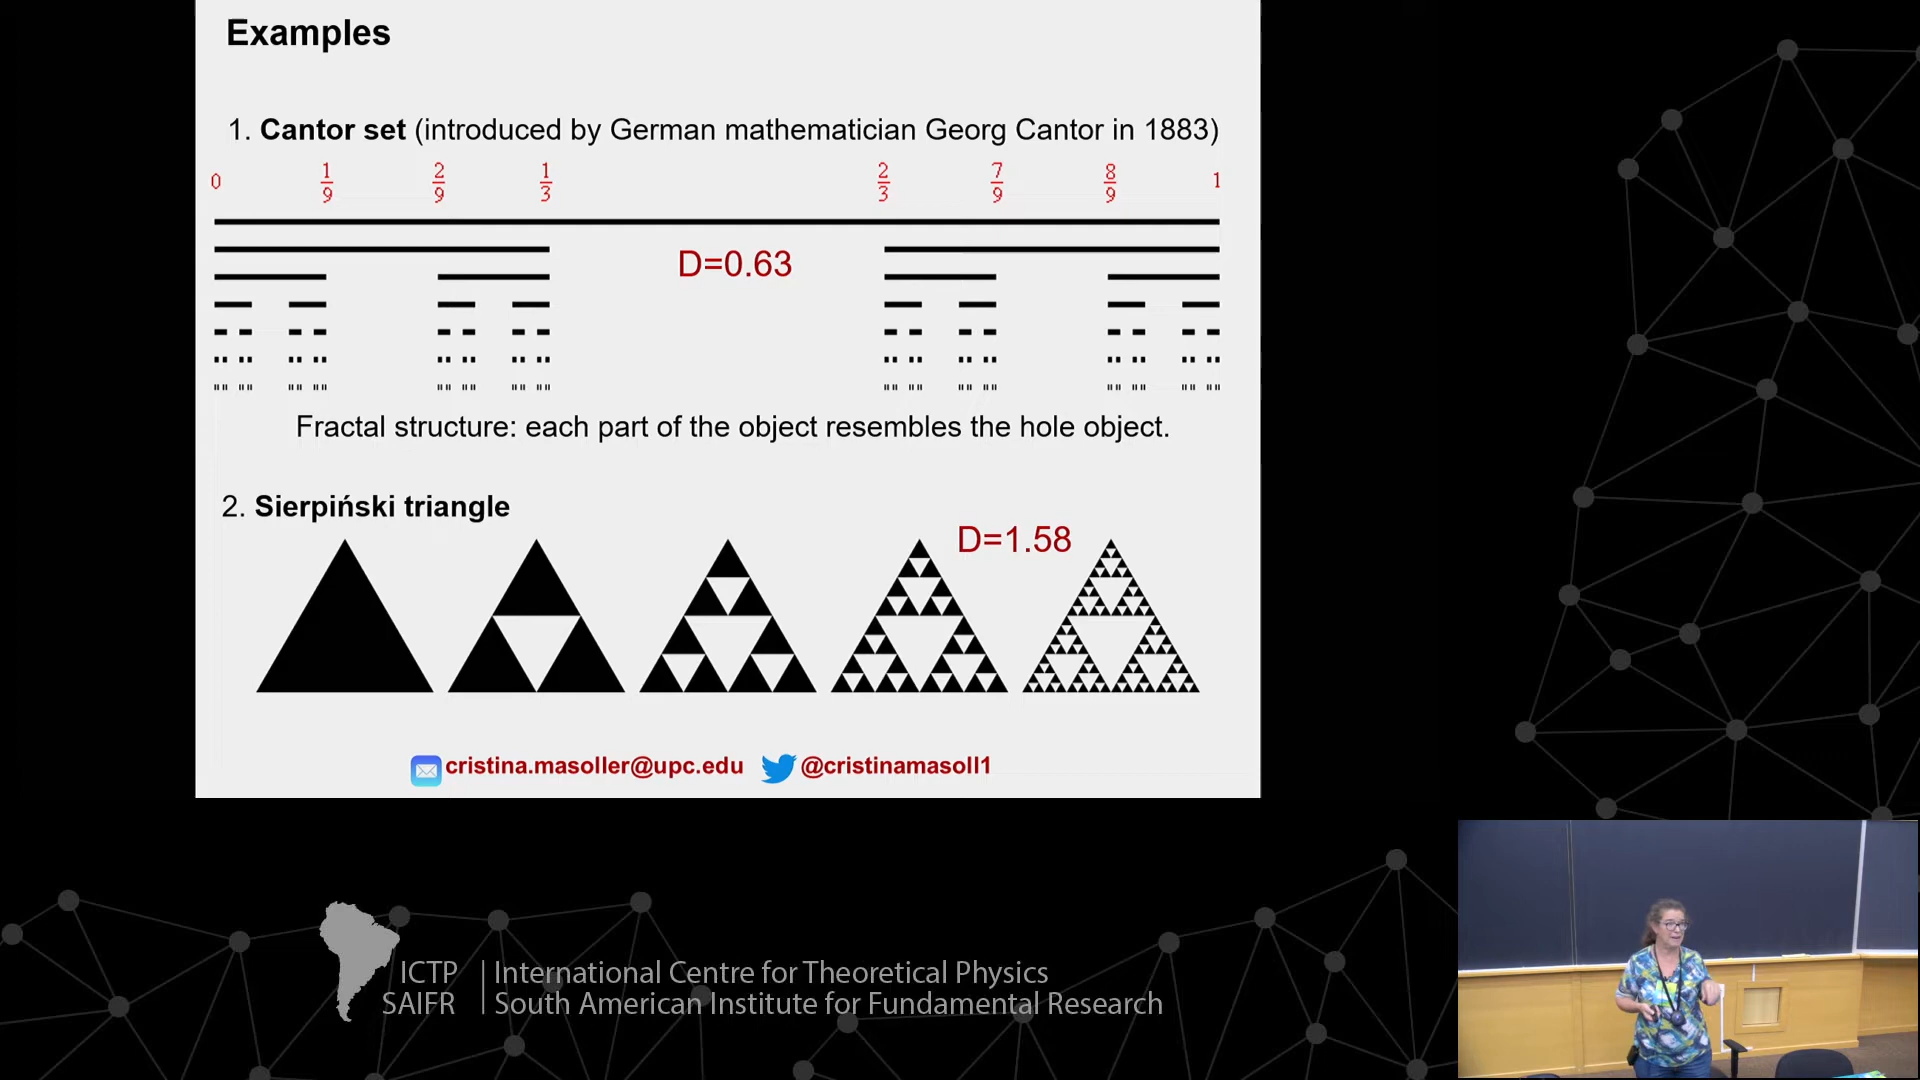 Examples
1. Cantor set (introduced by German mathematician Georg Cantor in 1883)
0 1/9 2/9 1/3 2/3 7/9 8/9 1
D=0.63
Fractal structure: each part of the object resembles the hole object.
2. Sierpiński triangle
D=1.58
cristina.masoller@upc.edu @cristinamasoll1
ICTP International Centre for Theoretical Physics
SAIFR South American Institute for Fundamental Research